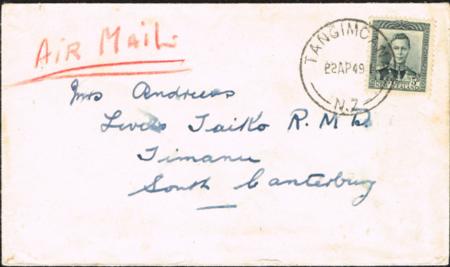 AIR MAIL
TANGIMO
22AP49
N.Z.
Mrs Andrews
Levels Taiko R.M.D.
Timaru
South Canterbury